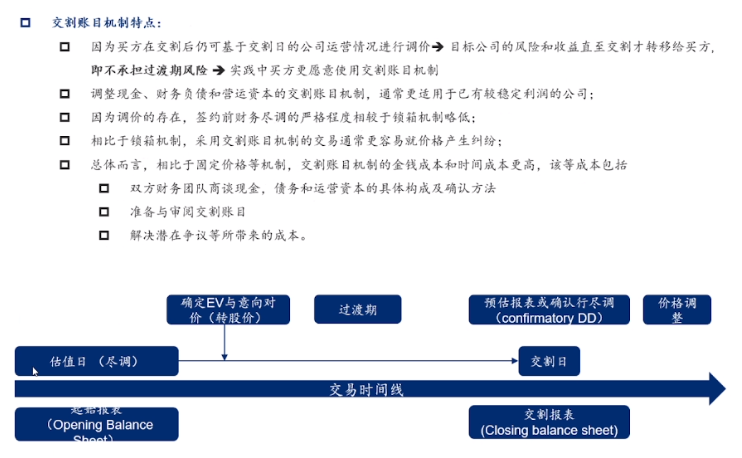 交割账目机制特点：
因为买方在交割后仍可基于交割日的公司运营情况进行调价➔ 目标公司的风险和收益直至交割才转移给买方，
即不承担过渡期风险 ➔ 实践中买方更愿意使用交割账目机制
调整现金、财务负债和营运资本的交割账目机制，通常更适用于已有较稳定利润的公司；
因为调价的存在，签约前财务尽调的严格程度相较于锁箱机制略低；
相比于锁箱机制，采用交割账目机制的交易通常更容易就价格产生纠纷；
总体而言，相比于固定价格等机制，交割账目机制的金钱成本和时间成本更高，该等成本包括
双方财务团队商谈现金，债务和运营资本的具体构成及确认方法
准备与审阅交割账目
解决潜在争议等所带来的成本。
确定EV与意向对
价（转股价）
过渡期
预估报表或确认行尽调
（confirmatory DD）
价格调
整
估值日 （尽调）
交割日
交易时间线
起始报表
（Opening Balance
Sheet）
交割报表
(Closing balance sheet)